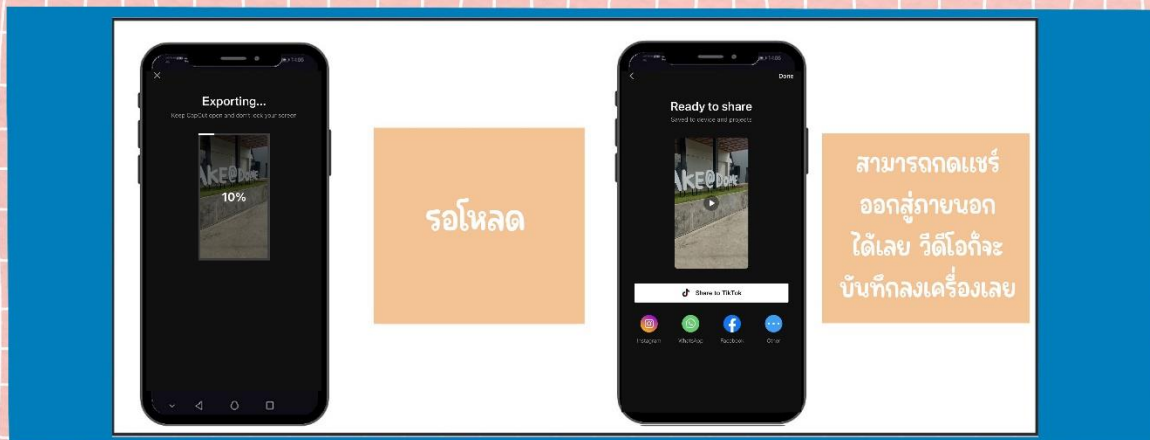 Exporting...
Keep CapCut open and don't lock your screen
10%
รอโหลด
Done
Ready to share
Saved to device and projects
Share to TikTok
Instagram
WhatsApp
Facebook
Other
สามารถกดแชร์
ออกสู่ภายนอก
ได้เลย วีดีโอก็จะ
บันทึกลงเครื่องเลย